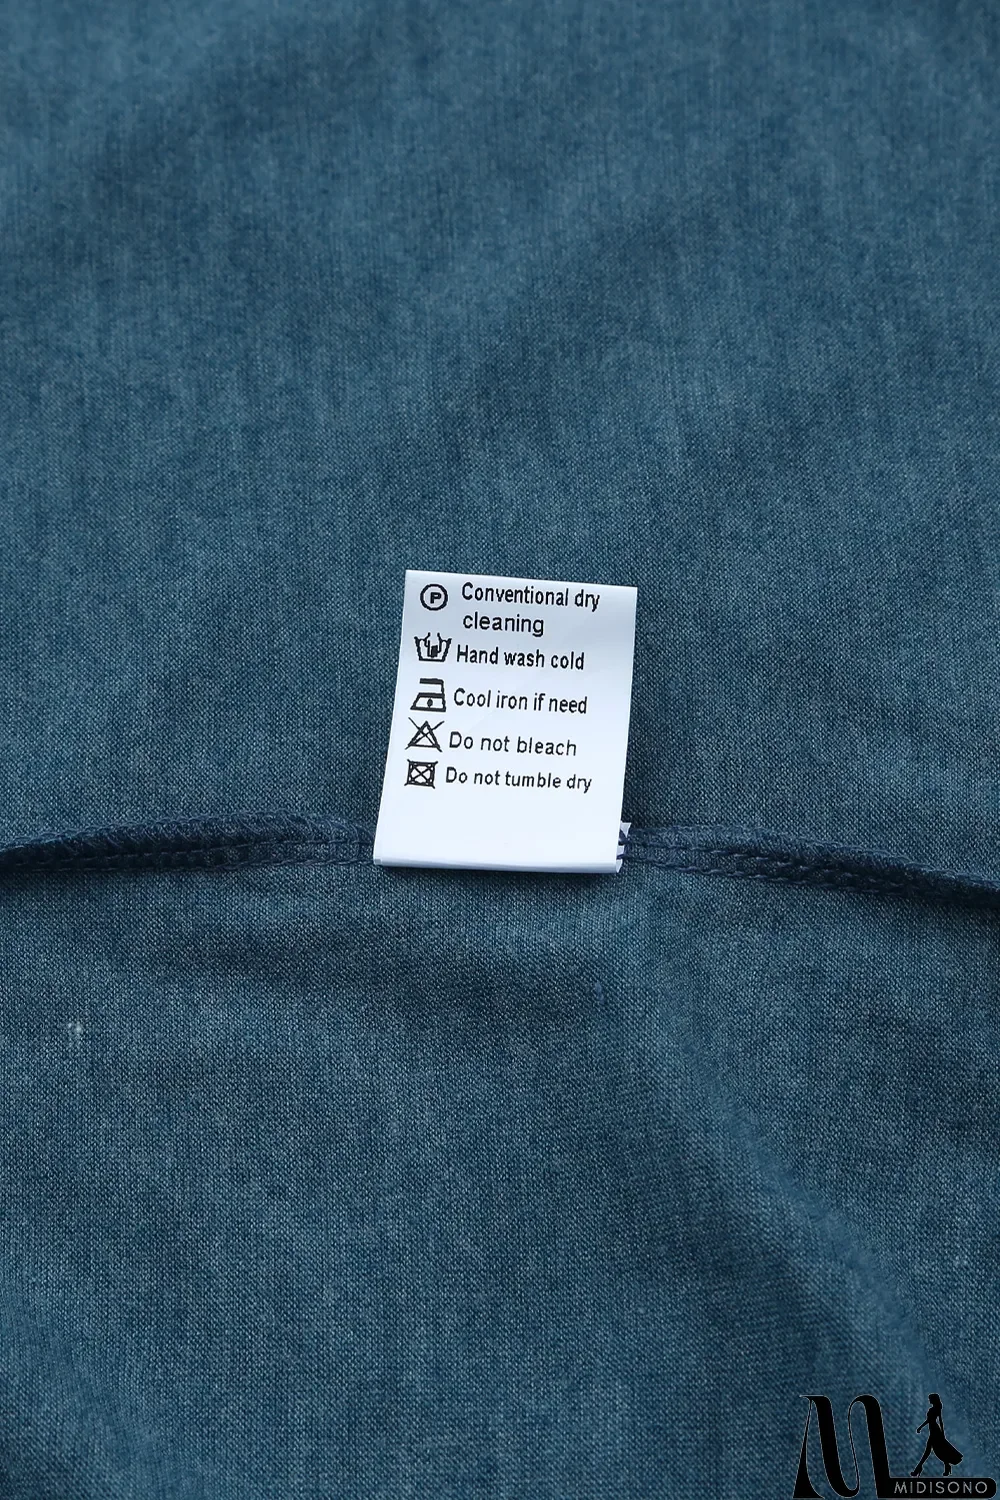 P
Conventional dry
cleaning
Hand wash cold
Cool iron if need
Do not bleach
Do not tumble dry
M
MIDISONO